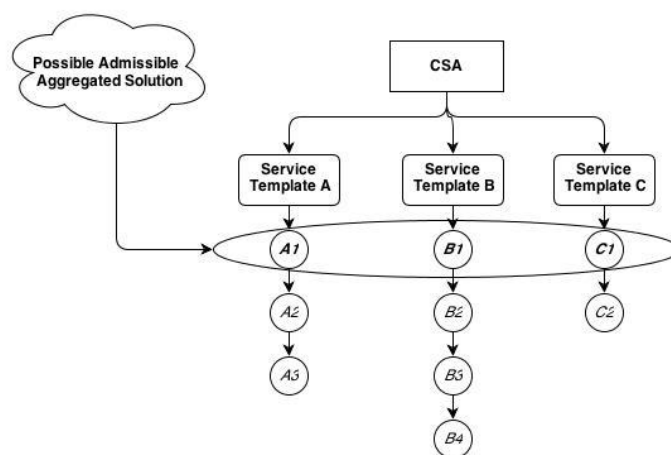 Possible Admissible
Aggregated Solution
CSA
Service
Template A
Service
Template B
Service
Template C
A1
B1
C1
A2
B2
C2
A3
B3
B4